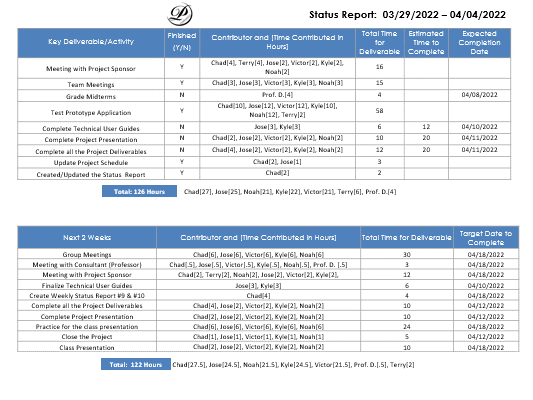 P
Status Report: 03/29/2022 – 04/04/2022
Key Deliverable/Activity Finished (Y/N) Contributor and [Time Contributed in Hours] Total Time for Deliverable Estimated Time to Complete Expected Completion Date
Meeting with Project Sponsor Y Chad[4], Terry[4], Jose[2], Victor[2], Kyle[2], Noah[2] 16
Team Meetings Y Chad[3], Jose[3], Victor[3], Kyle[3], Noah[3] 15
Grade Midterms N Prof. D.[4] 4 04/08/2022
Test Prototype Application Y Chad[10], Jose[12], Victor[12], Kyle[10], Noah[12], Terry[2] 58
Complete Technical User Guides N Jose[3], Kyle[3] 6 12 04/10/2022
Complete Project Presentation N Chad[2], Jose[2], Victor[2], Kyle[2], Noah[2] 10 20 04/11/2022
Complete all the Project Deliverables N Chad[4], Jose[2], Victor[2], Kyle[2], Noah[2] 12 20 04/11/2022
Update Project Schedule Y Chad[2], Jose[1] 3
Created/Updated the Status Report Y Chad[2] 2
Total: 126 Hours Chad[27], Jose[25], Noah[21], Kyle[22], Victor[21], Terry[6], Prof. D.[4]
Next 2 Weeks Contributor and [Time Contributed in Hours] Total Time for Deliverable Target Date to Complete
Group Meetings Chad[6], Jose[6], Victor[6], Kyle[6], Noah[6] 30 04/18/2022
Meeting with Consultant (Professor) Chad[.5], Jose[.5], Victor[.5], Kyle[.5], Noah[.5], Prof. D. [.5] 3 04/18/2022
Meeting with Project Sponsor Chad[2], Terry[2], Noah[2], Jose[2], Victor[2], Kyle[2], 12 04/18/2022
Finalize Technical User Guides Jose[3], Kyle[3] 6 04/10/2022
Create Weekly Status Report #9 & #10 Chad[4] 4 04/18/2022
Complete all the Project Deliverables Chad[4], Jose[2], Victor[2], Kyle[2], Noah[2] 10 04/12/2022
Complete Project Presentation Chad[2], Jose[2], Victor[2], Kyle[2], Noah[2] 10 04/12/2022
Practice for the class presentation Chad[6], Jose[6], Victor[6], Kyle[6], Noah[6] 24 04/18/2022
Close the Project Chad[1], Jose[1], Victor[1], Kyle[1], Noah[1] 5 04/12/2022
Class Presentation Chad[2], Jose[2], Victor[2], Kyle[2], Noah[2] 10 04/18/2022
Total: 122 Hours Chad[27.5], Jose[24.5], Noah[21.5], Kyle[24.5], Victor[21.5], Prof. D.[.5], Terry[2]